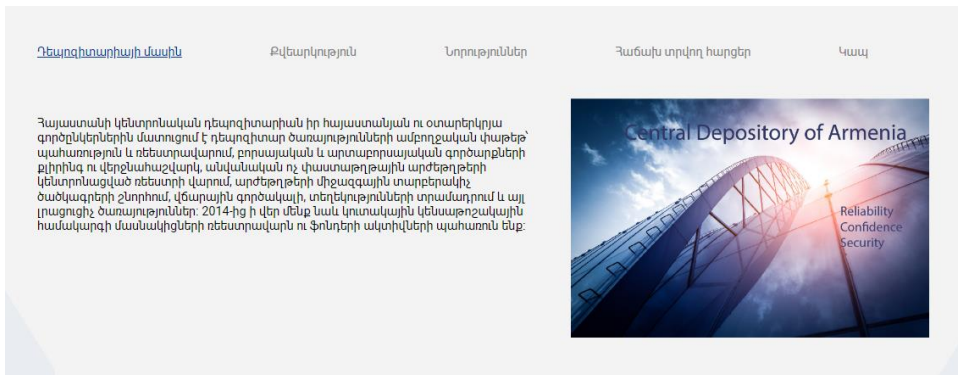 Դեպոզիտարիայի մասին
Քվեարկություն
Նորություններ
Հաճախ տրվող հարցեր
Կապ
Հայաստանի կենտրոնական դեպոզիտարիան իր հայաստանյան ու օտարերկրյա
գործընկերներին մատուցում է դեպոզիտար ծառայությունների ամբողջական փաթեթ՝
պահառություն և ռեեստրավարում, բորսայական և արտաբորսայական գործարքների
քլիրինգ ու վերջնահաշվարկ, անվանական ոչ փաստաթղթային արժեթղթերի
կենտրոնացված ռեեստրի վարում, արժեթղթերի միջազգային տարբերակիչ
ծածկագրերի շնորհում, վճարային գործակալի, տեղեկությունների տրամադրում և այլ
լրացուցիչ ծառայություններ: 2014-ից ի վեր մենք նաև կուտակային կենսաթոշակային
համակարգի մասնակիցների ռեեստրավարն ու ֆոնդերի ակտիվների պահառուն ենք:
Central Depository of Armenia
Reliability
Confidence
Security